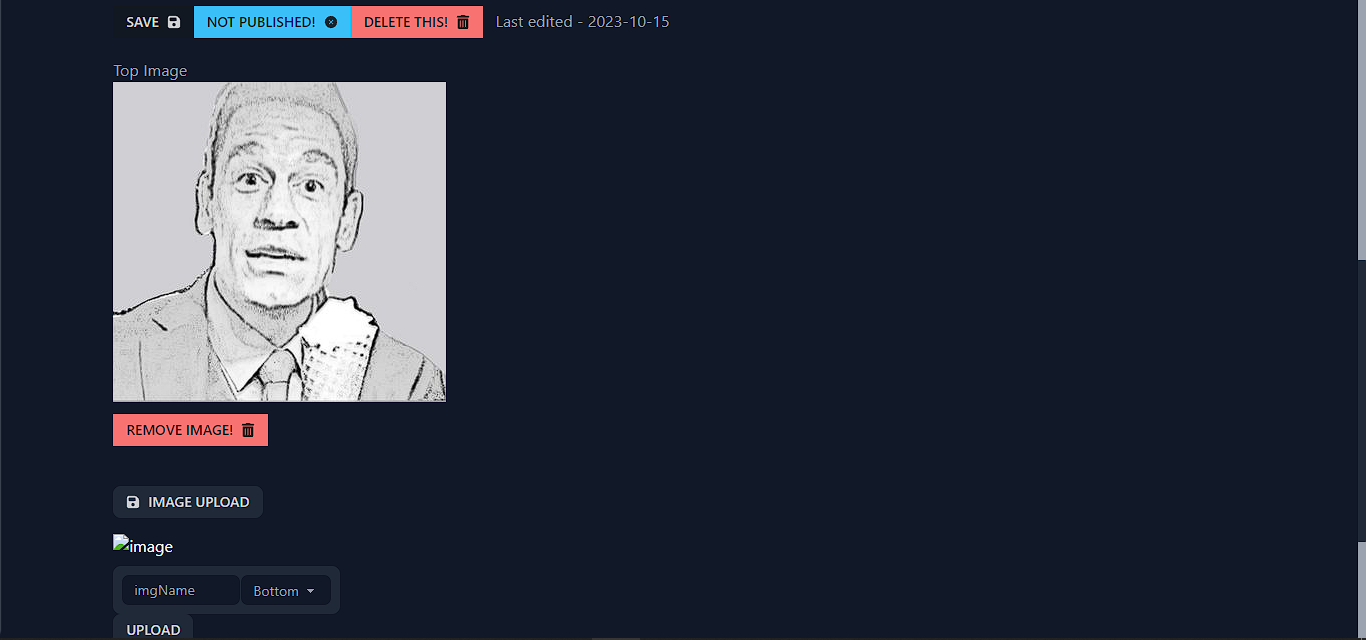 SAVE NOT PUBLISHED! DELETE THIS! Last edited - 2023-10-15
Top Image
REMOVE IMAGE!
IMAGE UPLOAD
image
imgName Bottom
UPLOAD